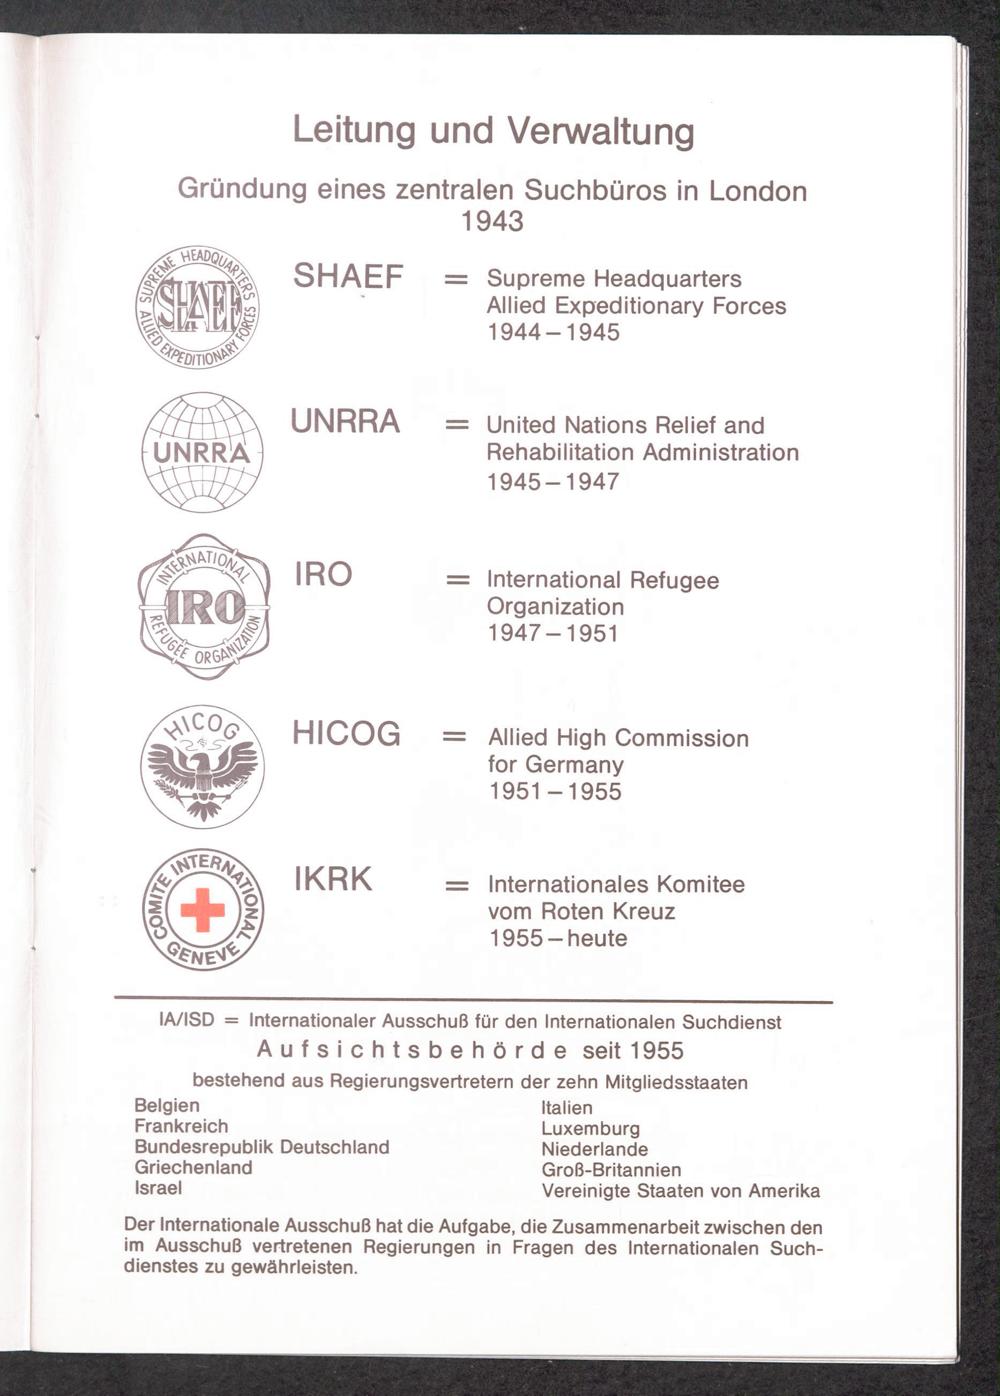 Leitung und Verwaltung
Gründung eines zentralen Suchbüros in London
1943
SUPREME HEADQUARTERS
ALLIED EXPEDITIONARY FORCES
SHAEF
SHAEF = Supreme Headquarters
Allied Expeditionary Forces
1944 – 1945
UNRRA
UNRRA = United Nations Relief and
Rehabilitation Administration
1945 – 1947
INTERNATIONAL
IRO
REFUGEE ORGANIZATION
IRO = International Refugee
Organization
1947 – 1951
HICOG
HICOG = Allied High Commission
for Germany
1951 – 1955
COMITE INTERNATIONAL
GENEVE
IKRK = Internationales Komitee
vom Roten Kreuz
1955 – heute
IA/ISD = Internationaler Ausschuß für den Internationalen Suchdienst
Aufsichtsbehörde seit 1955
bestehend aus Regierungsvertretern der zehn Mitgliedsstaaten
Belgien
Frankreich
Bundesrepublik Deutschland
Griechenland
Israel
Italien
Luxemburg
Niederlande
Groß-Britannien
Vereinigte Staaten von Amerika
Der Internationale Ausschuß hat die Aufgabe, die Zusammenarbeit zwischen den
im Ausschuß vertretenen Regierungen in Fragen des Internationalen Such-
dienstes zu gewährleisten.